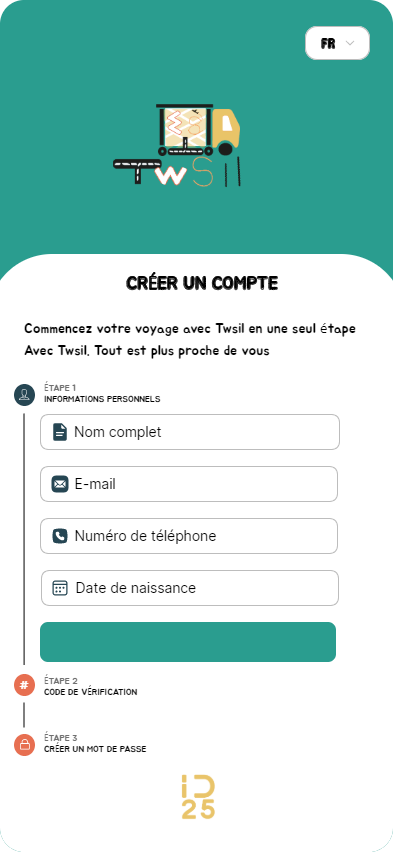 FR
Twsil
CRÉER UN COMPTE
Commencez votre voyage avec Twsil en une seul étape
Avec Twsil, Tout est plus proche de vous
ÉTAPE 1
INFORMATIONS PERSONNELS
Nom complet
E-mail
Numéro de téléphone
Date de naissance
#
ÉTAPE 2
CODE DE VÉRIFICATION
ÉTAPE 3
CRÉER UN MOT DE PASSE
ID
25